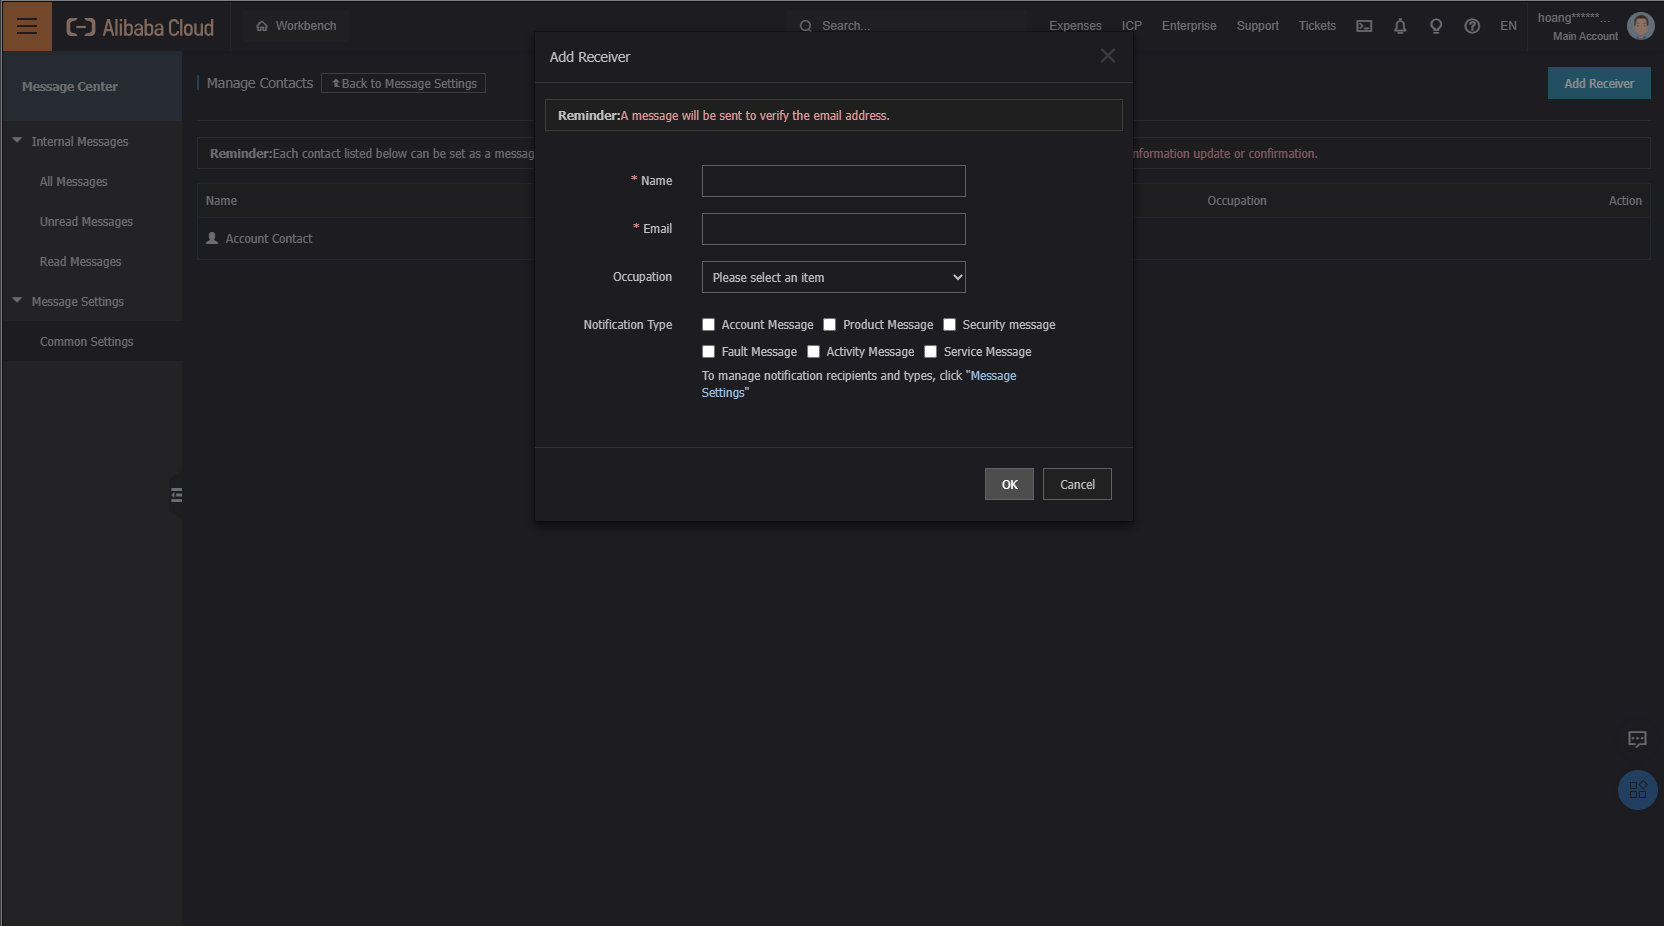 Alibaba Cloud
Workbench
Search...
Expenses
ICP
Enterprise
Support
Tickets
EN
hoang******...
Main Account
Message Center
Internal Messages
All Messages
Unread Messages
Read Messages
Message Settings
Common Settings
Manage Contacts
Back to Message Settings
Add Receiver
Reminder:Each contact listed below can be set as a messag
nformation update or confirmation.
Name
Occupation
Action
Account Contact
Add Receiver
Reminder:A message will be sent to verify the email address.
* Name
* Email
Occupation
Please select an item
Notification Type
Account Message
Product Message
Security message
Fault Message
Activity Message
Service Message
To manage notification recipients and types, click "Message
Settings"
OK
Cancel